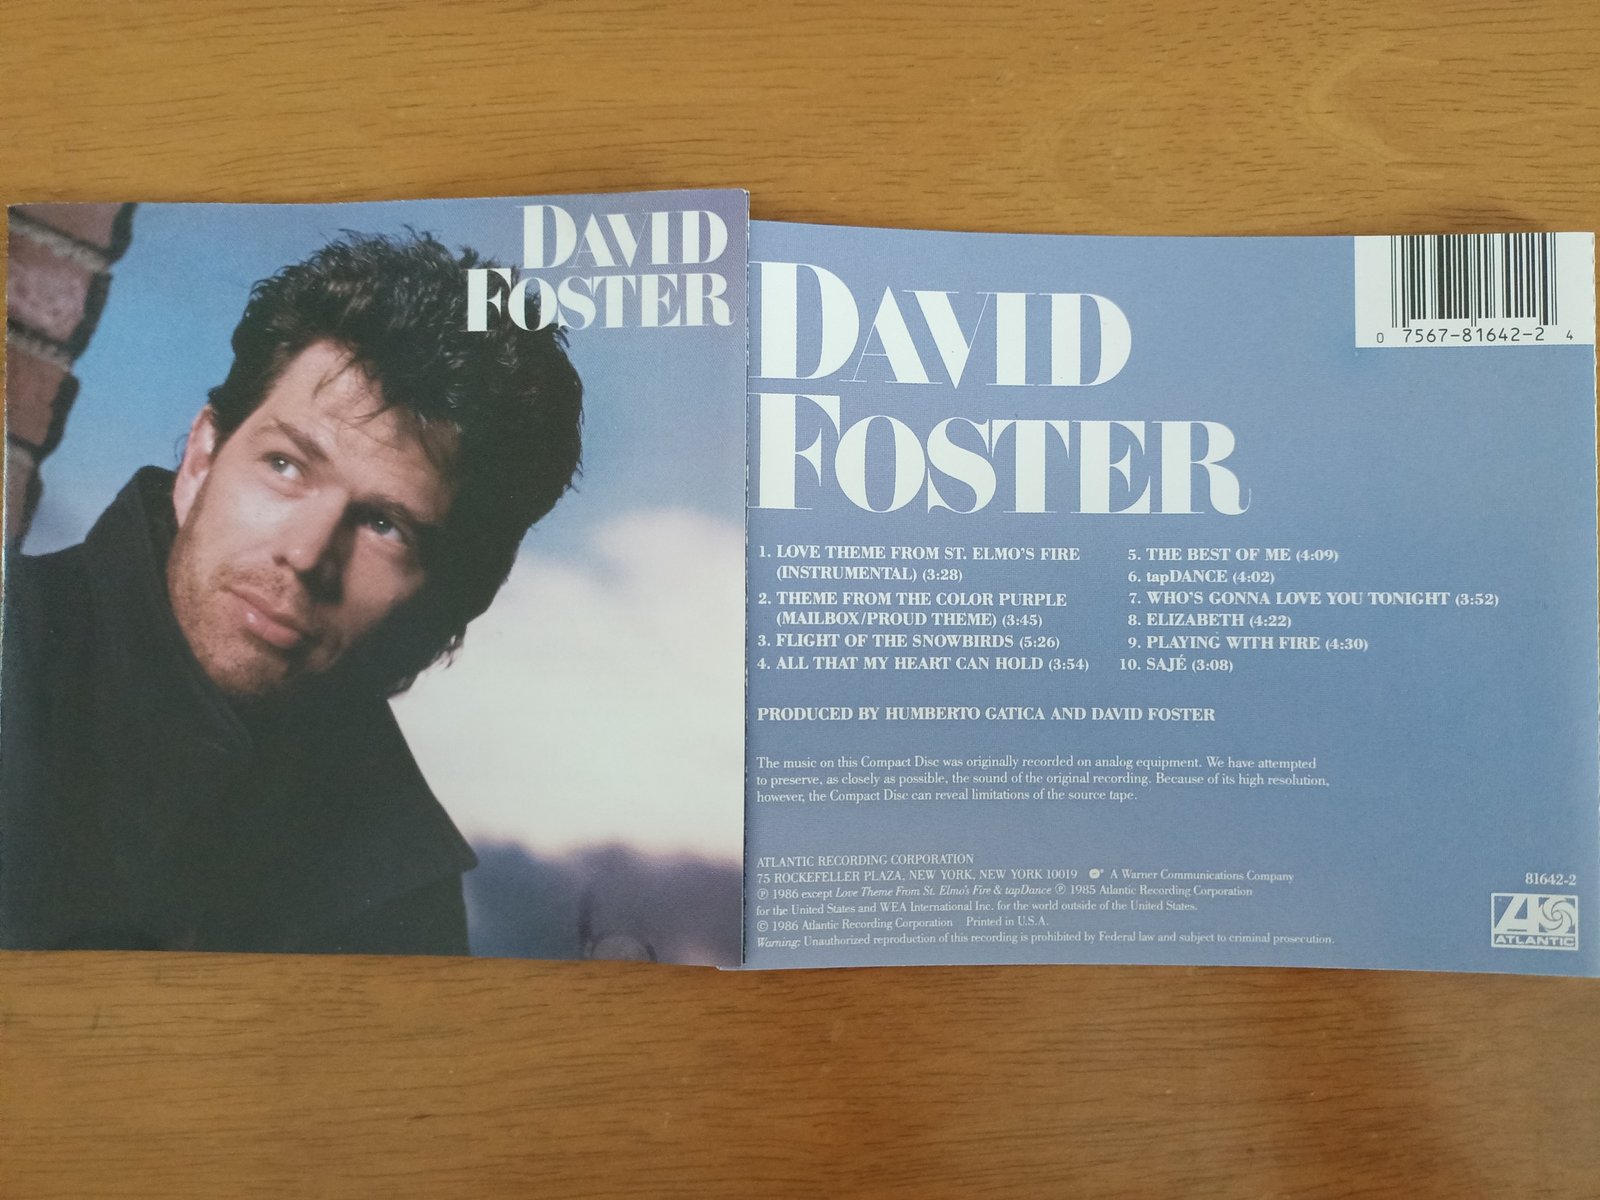 DAVID
FOSTER
DAVID
FOSTER
0 7567-81642-2 4
1. LOVE THEME FROM ST. ELMO'S FIRE
(INSTRUMENTAL) (3:28)
2. THEME FROM THE COLOR PURPLE
(MAILBOX/PROUD THEME) (3:45)
3. FLIGHT OF THE SNOWBIRDS (5:26)
4. ALL THAT MY HEART CAN HOLD (3:54)
5. THE BEST OF ME (4:09)
6. tapDANCE (4:02)
7. WHO'S GONNA LOVE YOU TONIGHT (3:52)
8. ELIZABETH (4:22)
9. PLAYING WITH FIRE (4:30)
10. SAJÉ (3:08)
PRODUCED BY HUMBERTO GATICA AND DAVID FOSTER
The music on this Compact Disc was originally recorded on analog equipment. We have attempted
to preserve, as closely as possible, the sound of the original recording. Because of its high resolution,
however, the Compact Disc can reveal limitations of the source tape.
ATLANTIC RECORDING CORPORATION
75 ROCKEFELLER PLAZA, NEW YORK, NEW YORK 10019 A Warner Communications Company
℗ 1986 except Love Theme From St. Elmo's Fire & tapDance ℗ 1985 Atlantic Recording Corporation
for the United States and WEA International Inc. for the world outside of the United States.
© 1986 Atlantic Recording Corporation Printed in U.S.A.
Warning: Unauthorized reproduction of this recording is prohibited by Federal law and subject to criminal prosecution.
81642-2
ATLANTIC